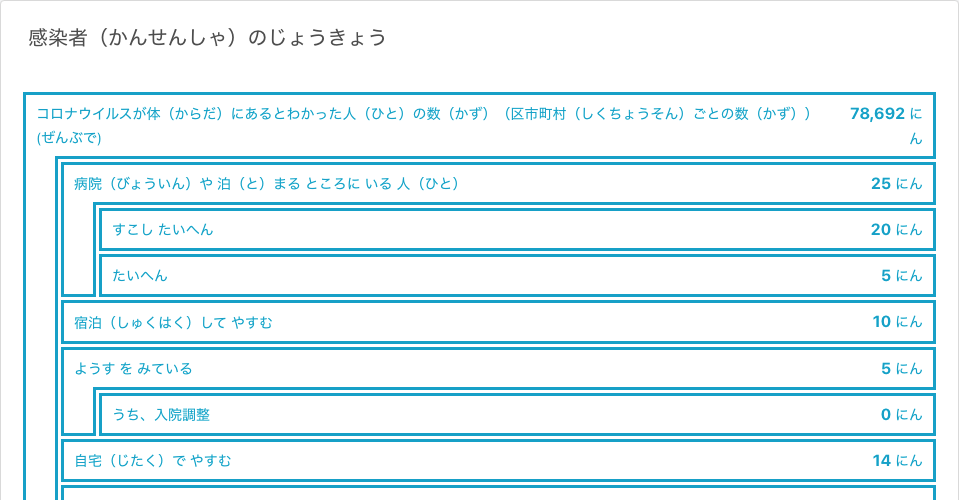 感染者（かんせんしゃ）のじょうきょう
コロナウイルスが体（からだ）にあるとわかった人（ひと）の数（かず）（区市町村（しくちょうそん）ごとの数（かず）） 78,692 に
(ぜんぶで) ん
病院（びょういん）や 泊（と）まる ところに いる 人（ひと） 25 にん
すこし たいへん 20 にん
たいへん 5 にん
宿泊（しゅくはく）して やすむ 10 にん
ようす を みている 5 にん
うち、入院調整 0 にん
自宅（じたく）で やすむ 14 にん